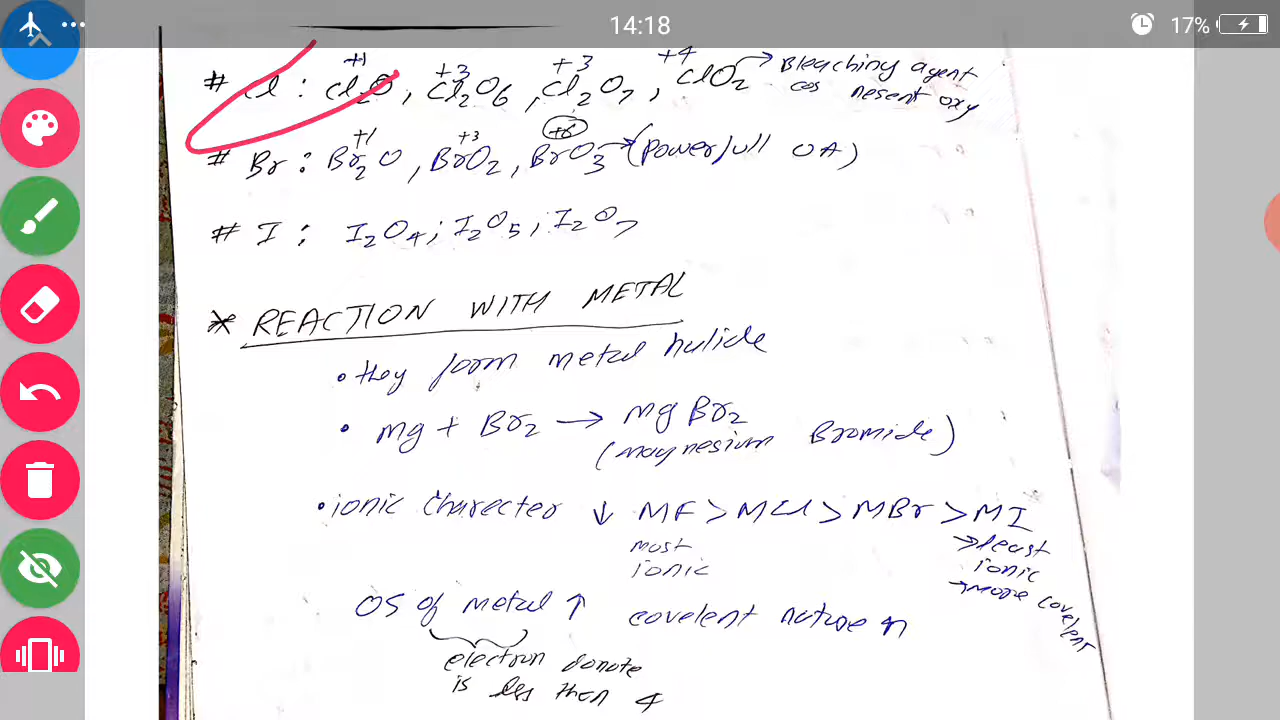 14:18
17%
# Cl : Cl2O, Cl2O6, Cl2O7, ClO2 → Bleaching agent
+1 +3 +3 +4
cos nesent oxy
# Br : Br2O, BrO2, BrO3 → (powerfull OA)
+1 +3 +6
# I : I2O4; I2O5; I2O7
* REACTION WITH METAL
• they form metal halide
• Mg + Br2 → MgBr2
(magnesium Bromide)
• ionic charecter ↓ MF > MCl > MBr > MI
most ionic
→ least ionic
→ more covelent
OS of metal ↑ covelent nature ↑
electron donote
is less then 4